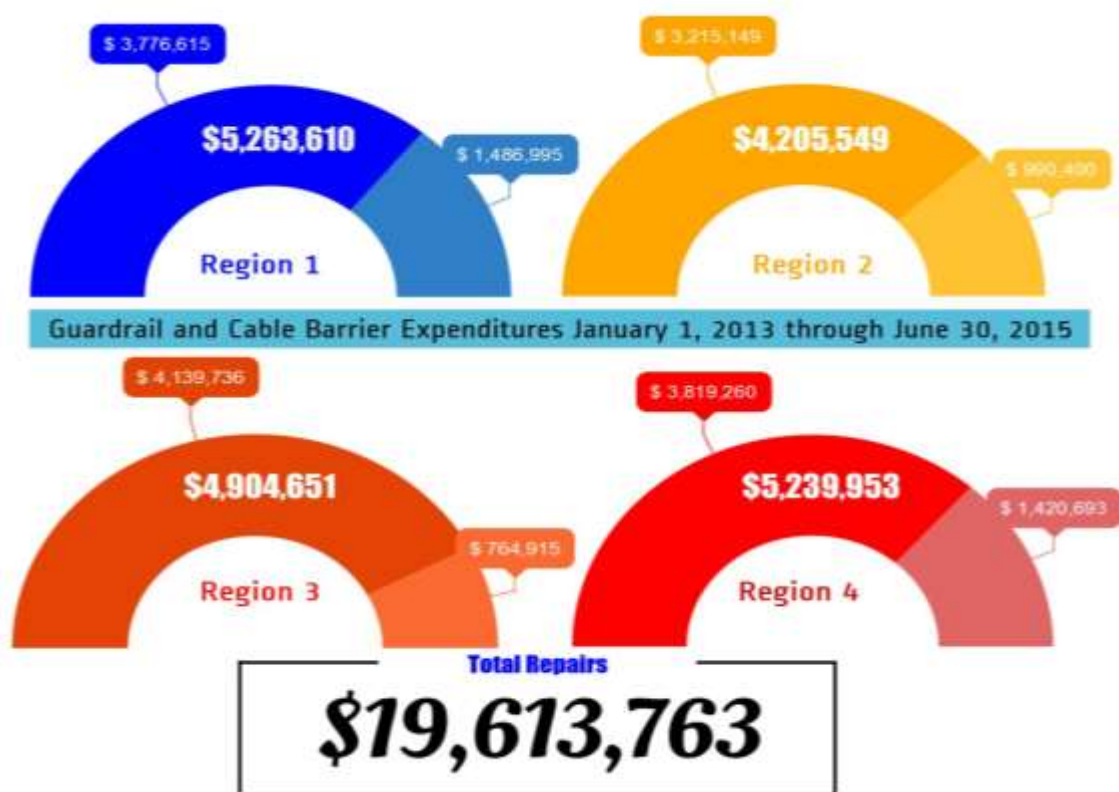 $ 3,776,615
$5,263,610
$ 1,486,995
Region 1
$ 3,215,149
$4,205,549
$ 990,400
Region 2
Guardrail and Cable Barrier Expenditures January 1, 2013 through June 30, 2015
$ 4,139,736
$4,904,651
$ 764,915
Region 3
$ 3,819,260
$5,239,953
$ 1,420,693
Region 4
Total Repairs
$19,613,763